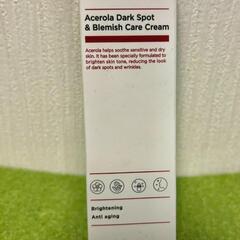 Acerola Dark Spot
& Blemish Care Cream
Acerola helps soothe sensitive and dry
skin. It has been specially formulated to
brighten skin tone, reducing the look
of dark spots and wrinkles.
Brightening
Anti aging